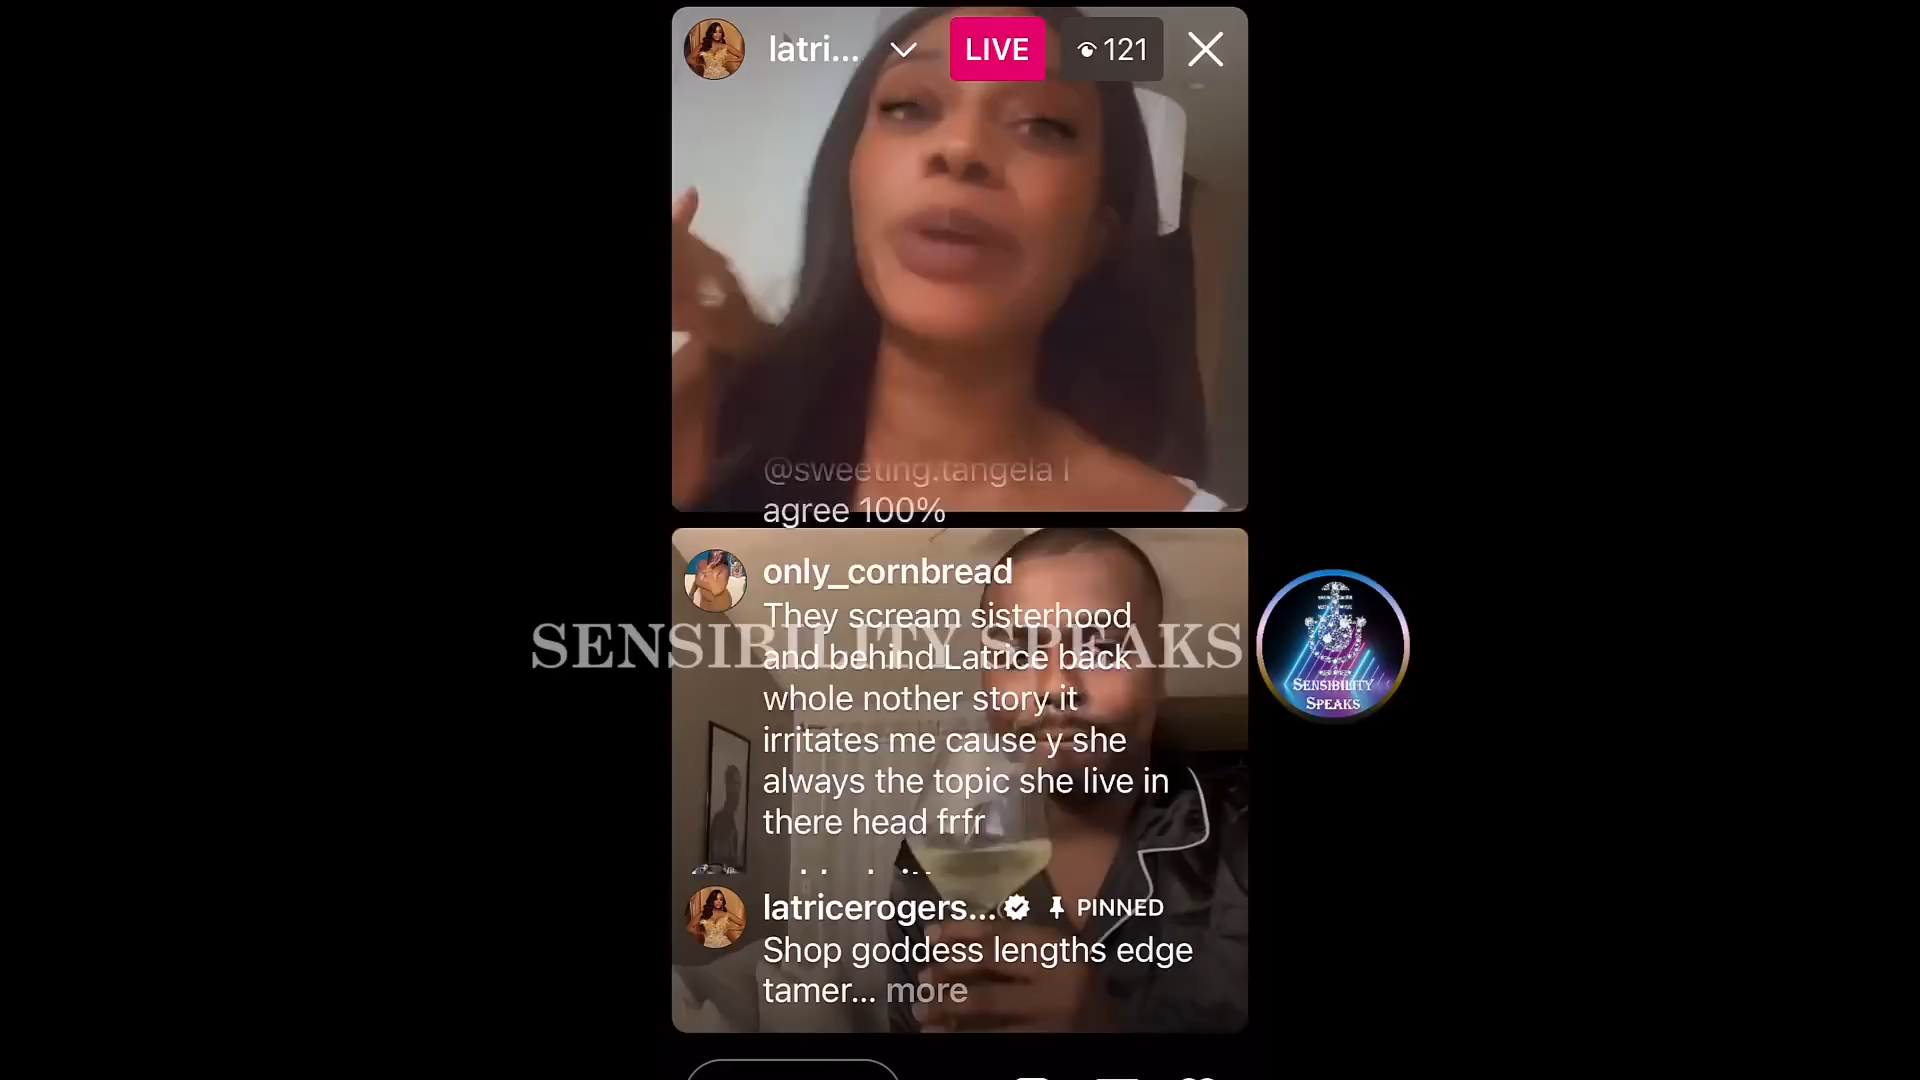 latri...
LIVE
121
@sweeting.tangela I
agree 100%
only_cornbread
They scream sisterhood
and behind Latrice back
whole nother story it
irritates me cause y she
always the topic she live in
there head frfr
SENSIBILITY SPEAKS
SENSIBILITY
SPEAKS
latricerogers... PINNED
Shop goddess lengths edge
tamer... more